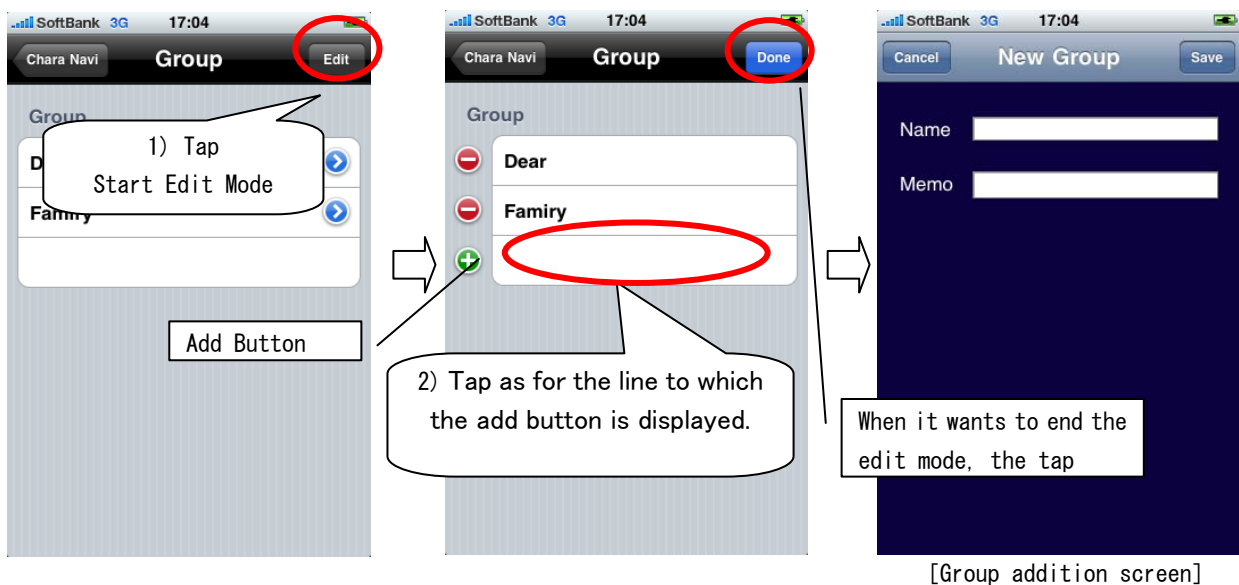 SoftBank 3G 17:04
Chara Navi Group Edit
Group
1) Tap
Start Edit Mode
D
Famiry
Add Button
SoftBank 3G 17:04
Chara Navi Group Done
Group
Dear
Famiry
2) Tap as for the line to which
the add button is displayed.
When it wants to end the
edit mode, the tap
SoftBank 3G 17:04
Cancel New Group Save
Name
Memo
[Group addition screen]